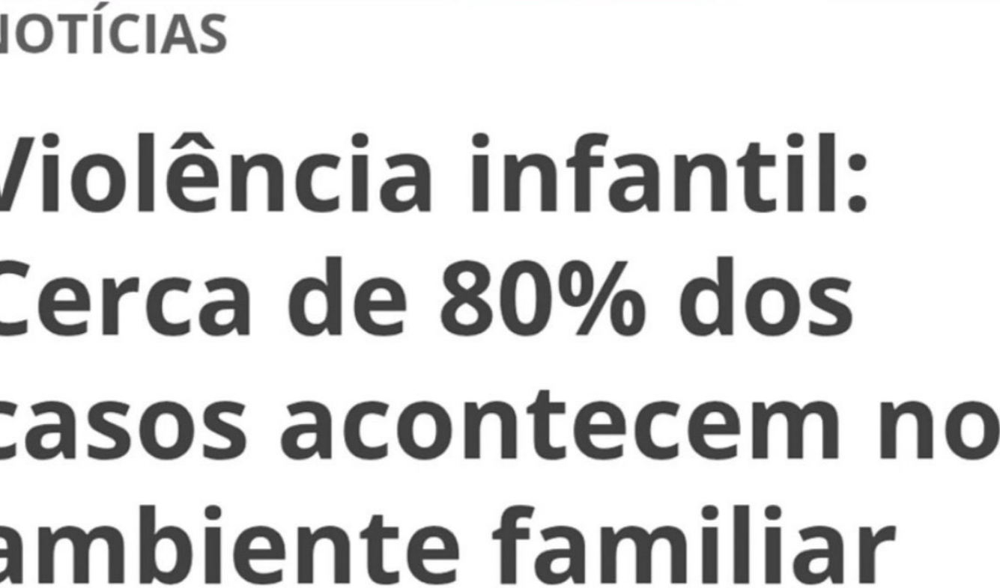 NOTÍCIAS
Violência infantil:
Cerca de 80% dos
casos acontecem no
ambiente familiar